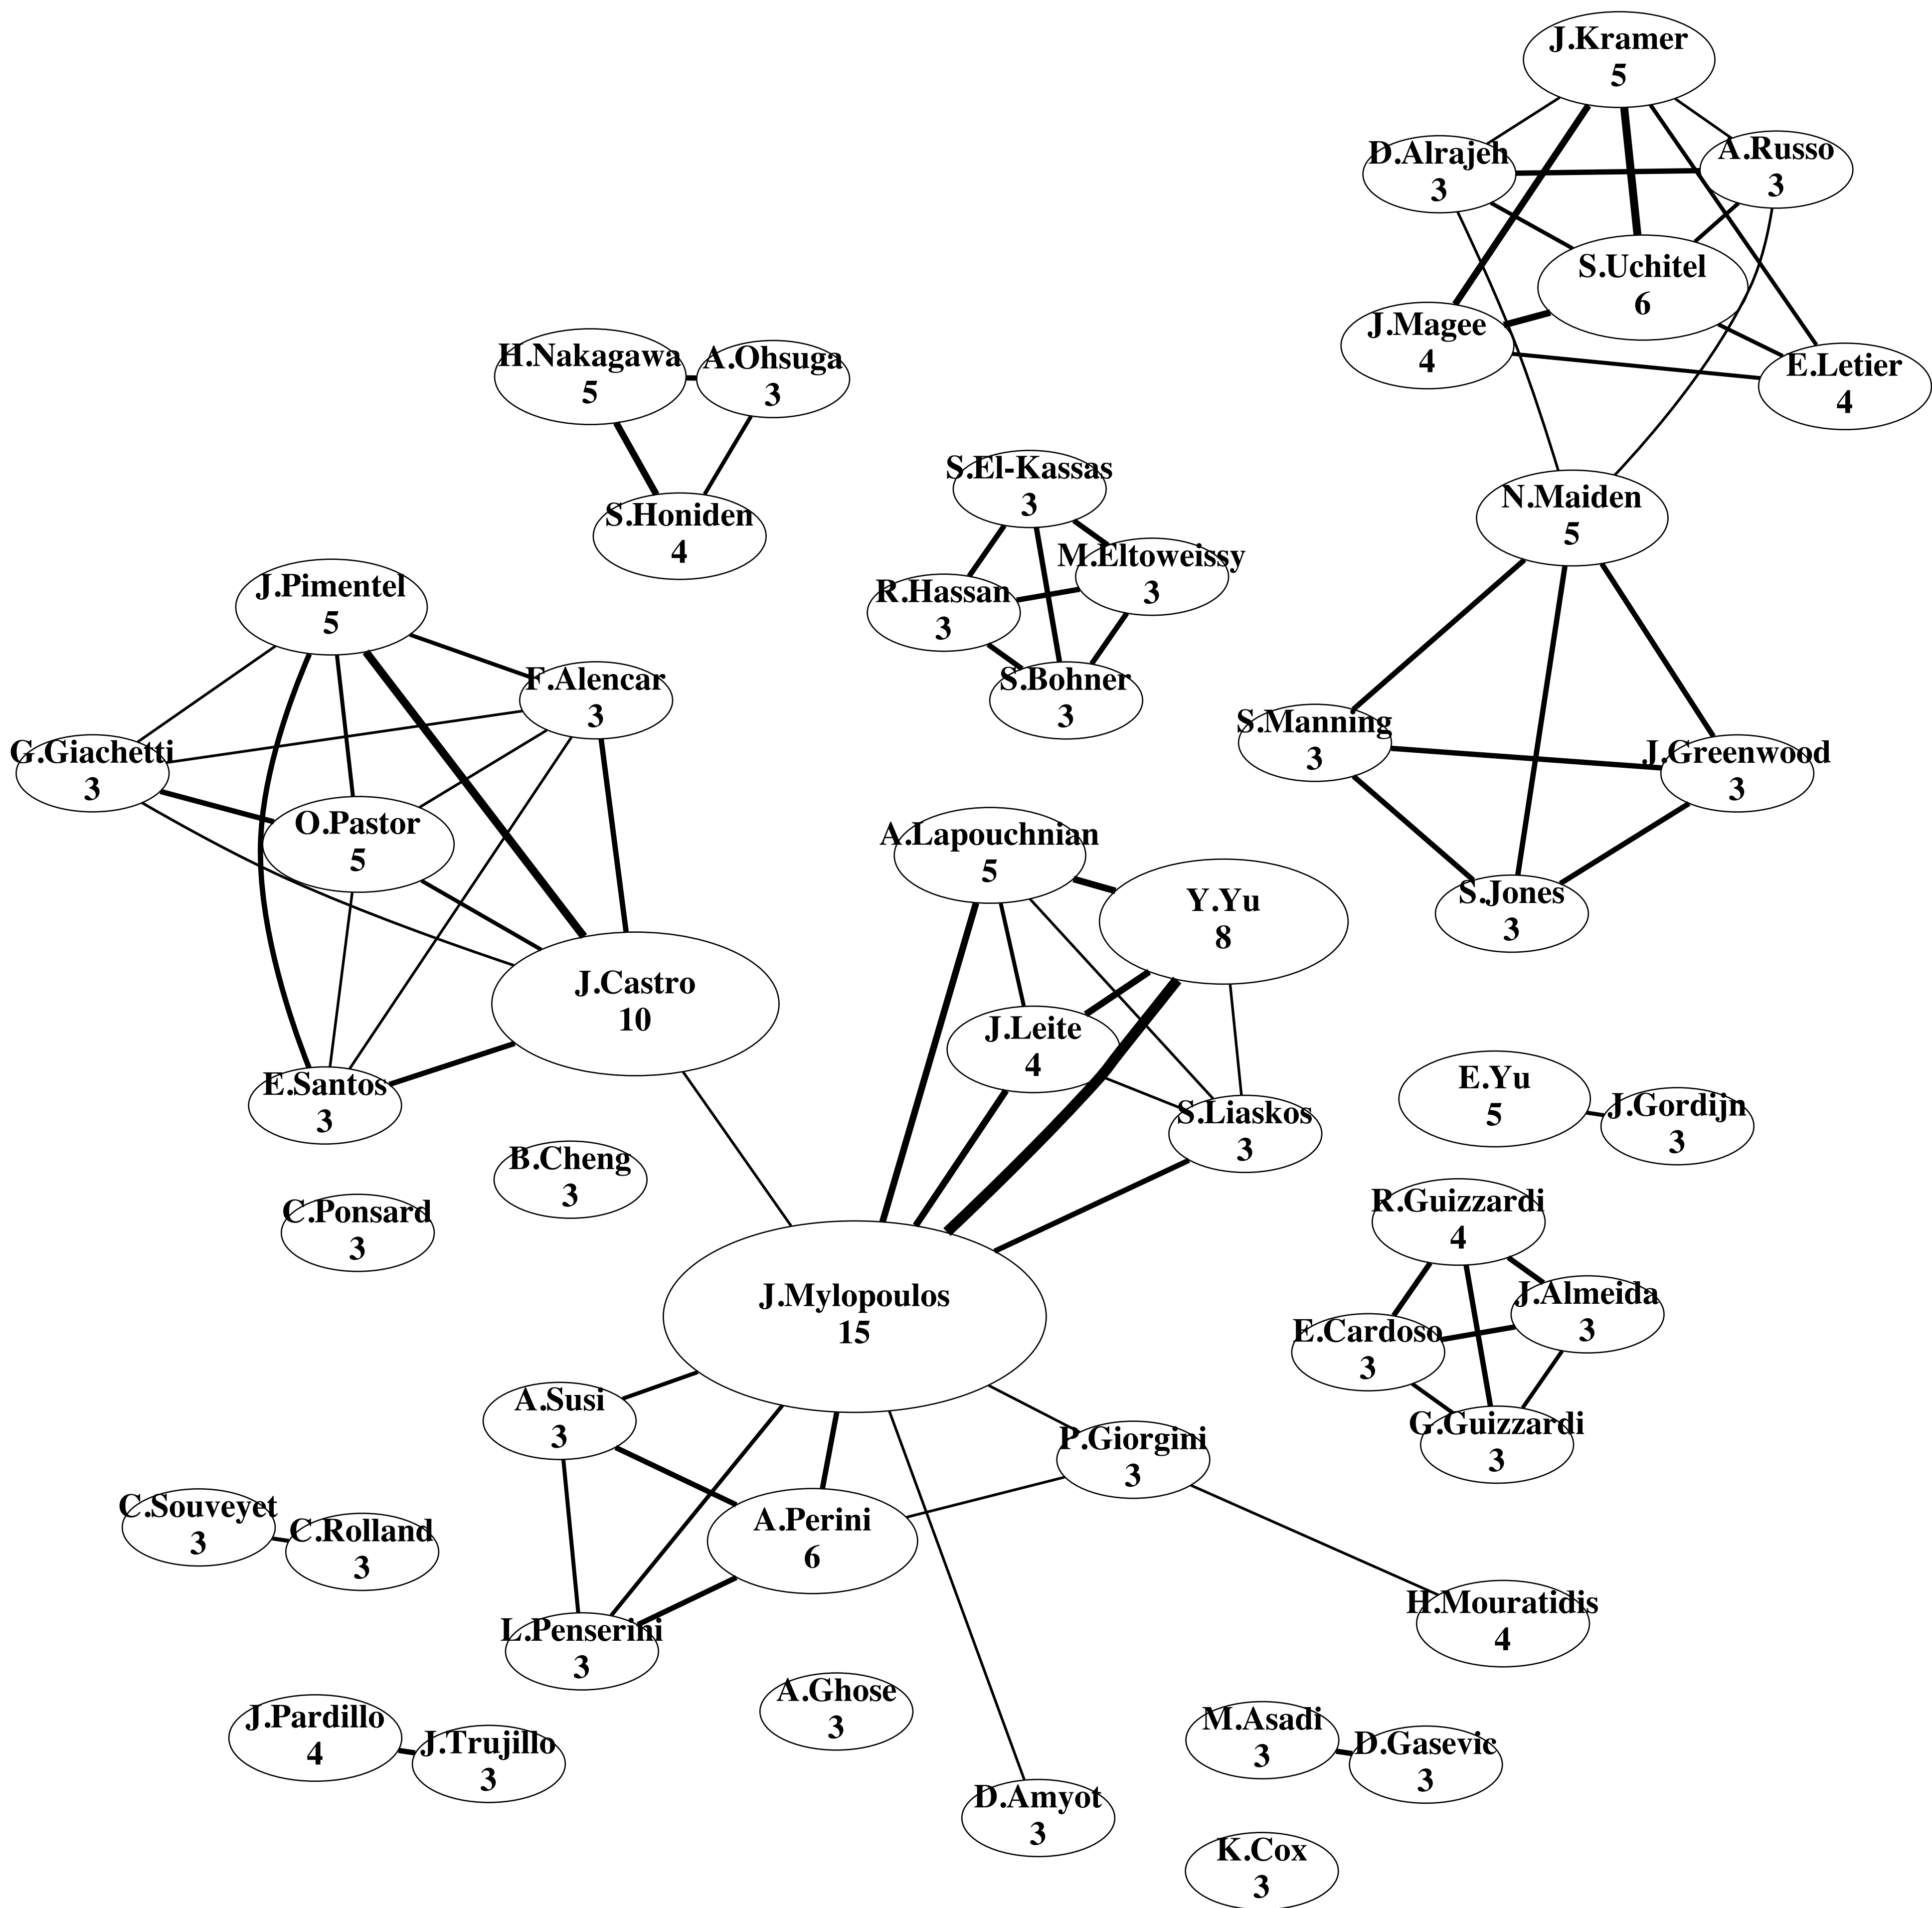 J.Kramer
5
D.Alrajeh
3
A.Russo
3
S.Uchitel
6
J.Magee
4
E.Letier
4
H.Nakagawa
5
A.Ohsuga
3
S.Honiden
4
S.El-Kassas
3
M.Eltoweissy
3
R.Hassan
3
S.Bohner
3
N.Maiden
5
S.Manning
3
J.Greenwood
3
S.Jones
3
J.Pimentel
5
F.Alencar
3
G.Giachetti
3
O.Pastor
5
J.Castro
10
E.Santos
3
A.Lapouchnian
5
Y.Yu
8
J.Leite
4
S.Liaskos
3
E.Yu
5
J.Gordijn
3
B.Cheng
3
C.Ponsard
3
R.Guizzardi
4
J.Almeida
3
E.Cardoso
3
G.Guizzardi
3
J.Mylopoulos
15
A.Susi
3
P.Giorgini
3
A.Perini
6
L.Penserini
3
C.Souveyet
3
C.Rolland
3
H.Mouratidis
4
A.Ghose
3
J.Pardillo
4
J.Trujillo
3
M.Asadi
3
D.Gasevic
3
D.Amyot
3
K.Cox
3